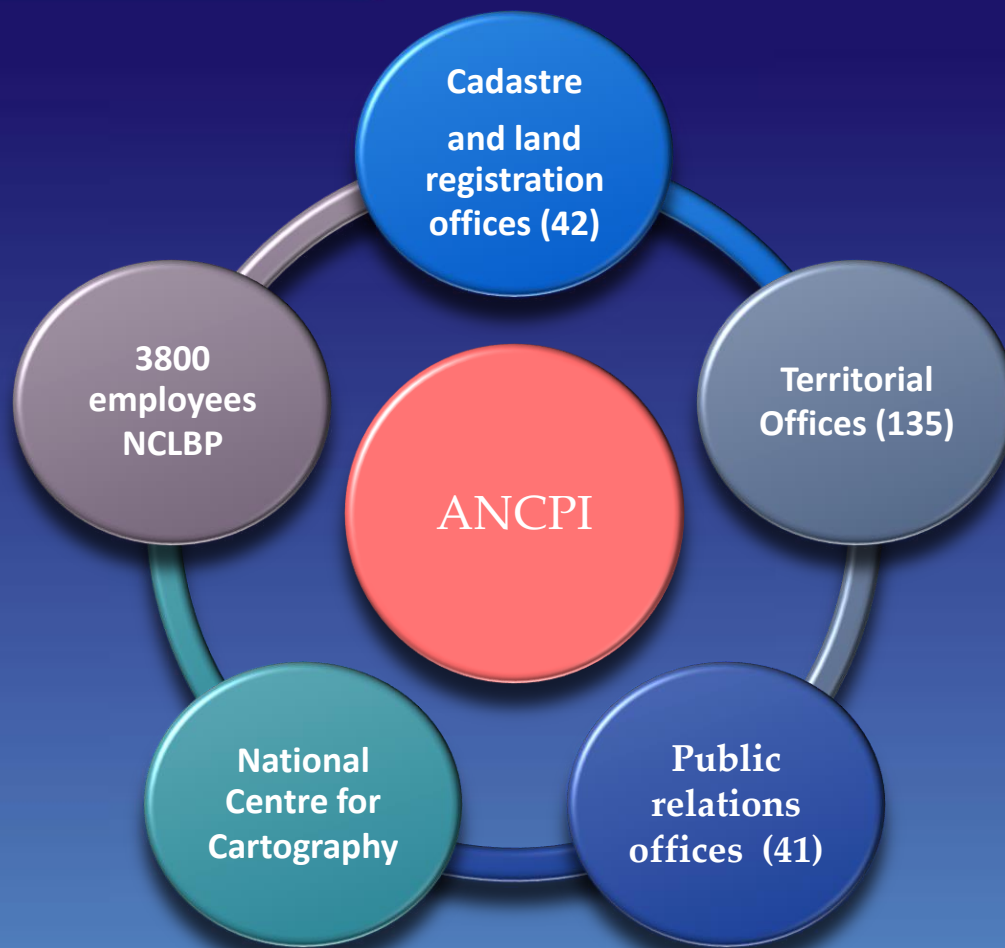 Cadastre
and land
registration
offices (42)
3800
employees
NCLBP
Territorial
Offices (135)
ANCPI
National
Centre for
Cartography
Public
relations
offices (41)